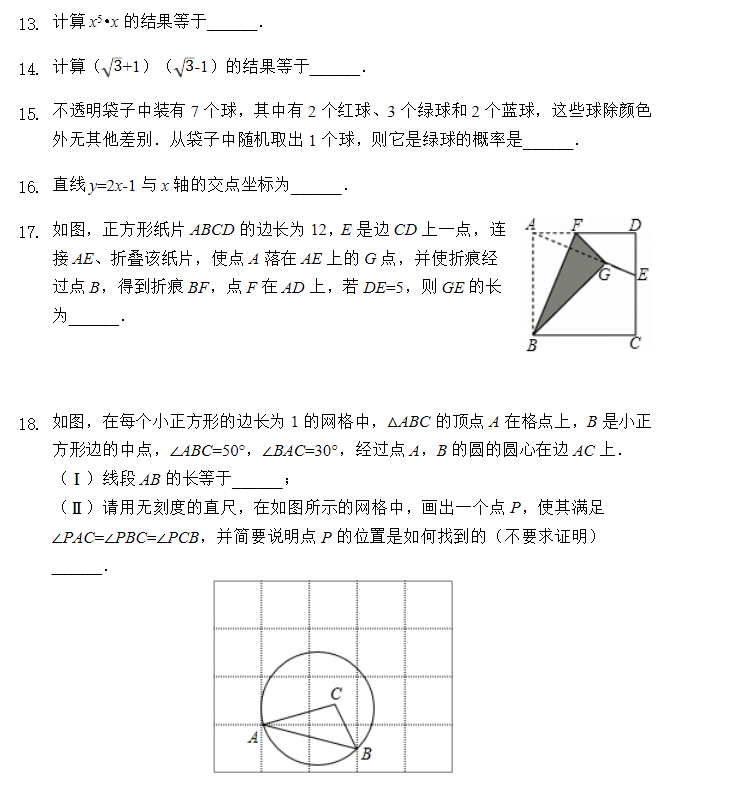 13. 计算x⁵•x的结果等于______．
14. 计算（√3+1）（√3-1）的结果等于______．
15. 不透明袋子中装有7个球，其中有2个红球、3个绿球和2个蓝球，这些球除颜色
外无其他差别．从袋子中随机取出1个球，则它是绿球的概率是______．
16. 直线y=2x-1与x轴的交点坐标为______．
17. 如图，正方形纸片ABCD的边长为12，E是边CD上一点，连
接AE、折叠该纸片，使点A落在AE上的G点，并使折痕经
过点B，得到折痕BF，点F在AD上，若DE=5，则GE的长
为______．
A F D
G E
B C
18. 如图，在每个小正方形的边长为1的网格中，△ABC的顶点A在格点上，B是小正
方形边的中点，∠ABC=50°，∠BAC=30°，经过点A，B的圆的圆心在边AC上．
（Ⅰ）线段AB的长等于______；
（Ⅱ）请用无刻度的直尺，在如图所示的网格中，画出一个点P，使其满足
∠PAC=∠PBC=∠PCB，并简要说明点P的位置是如何找到的（不要求证明）
______．
C
A
B